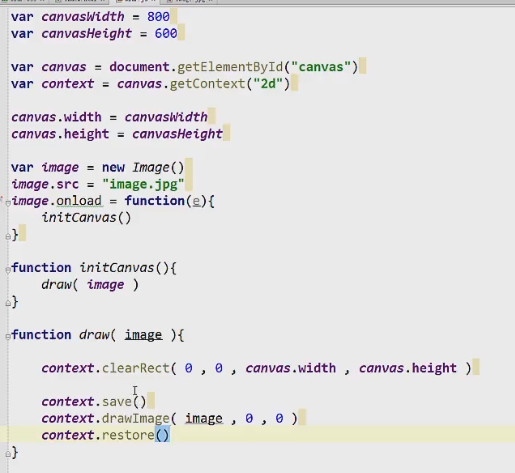 var canvasWidth = 800
var canvasHeight = 600
var canvas = document.getElementById("canvas")
var context = canvas.getContext("2d")
canvas.width = canvasWidth
canvas.height = canvasHeight
var image = new Image()
image.src = "image.jpg"
image.onload = function(e){
    initCanvas()
}
function initCanvas(){
    draw( image )
}
function draw( image ){
    context.clearRect( 0 , 0 , canvas.width , canvas.height )
    context.save()
    context.drawImage( image , 0 , 0 )
    context.restore()
}